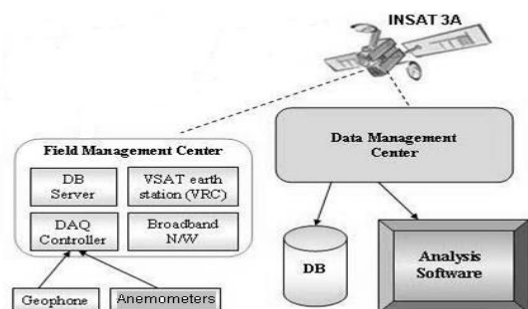 INSAT 3A
Field Management Center
DB
Server
VSAT earth
station (VRC)
DAQ
Controller
Broadband
N/W
Geophone
Anemometers
Data Management
Center
DB
Analysis
Software